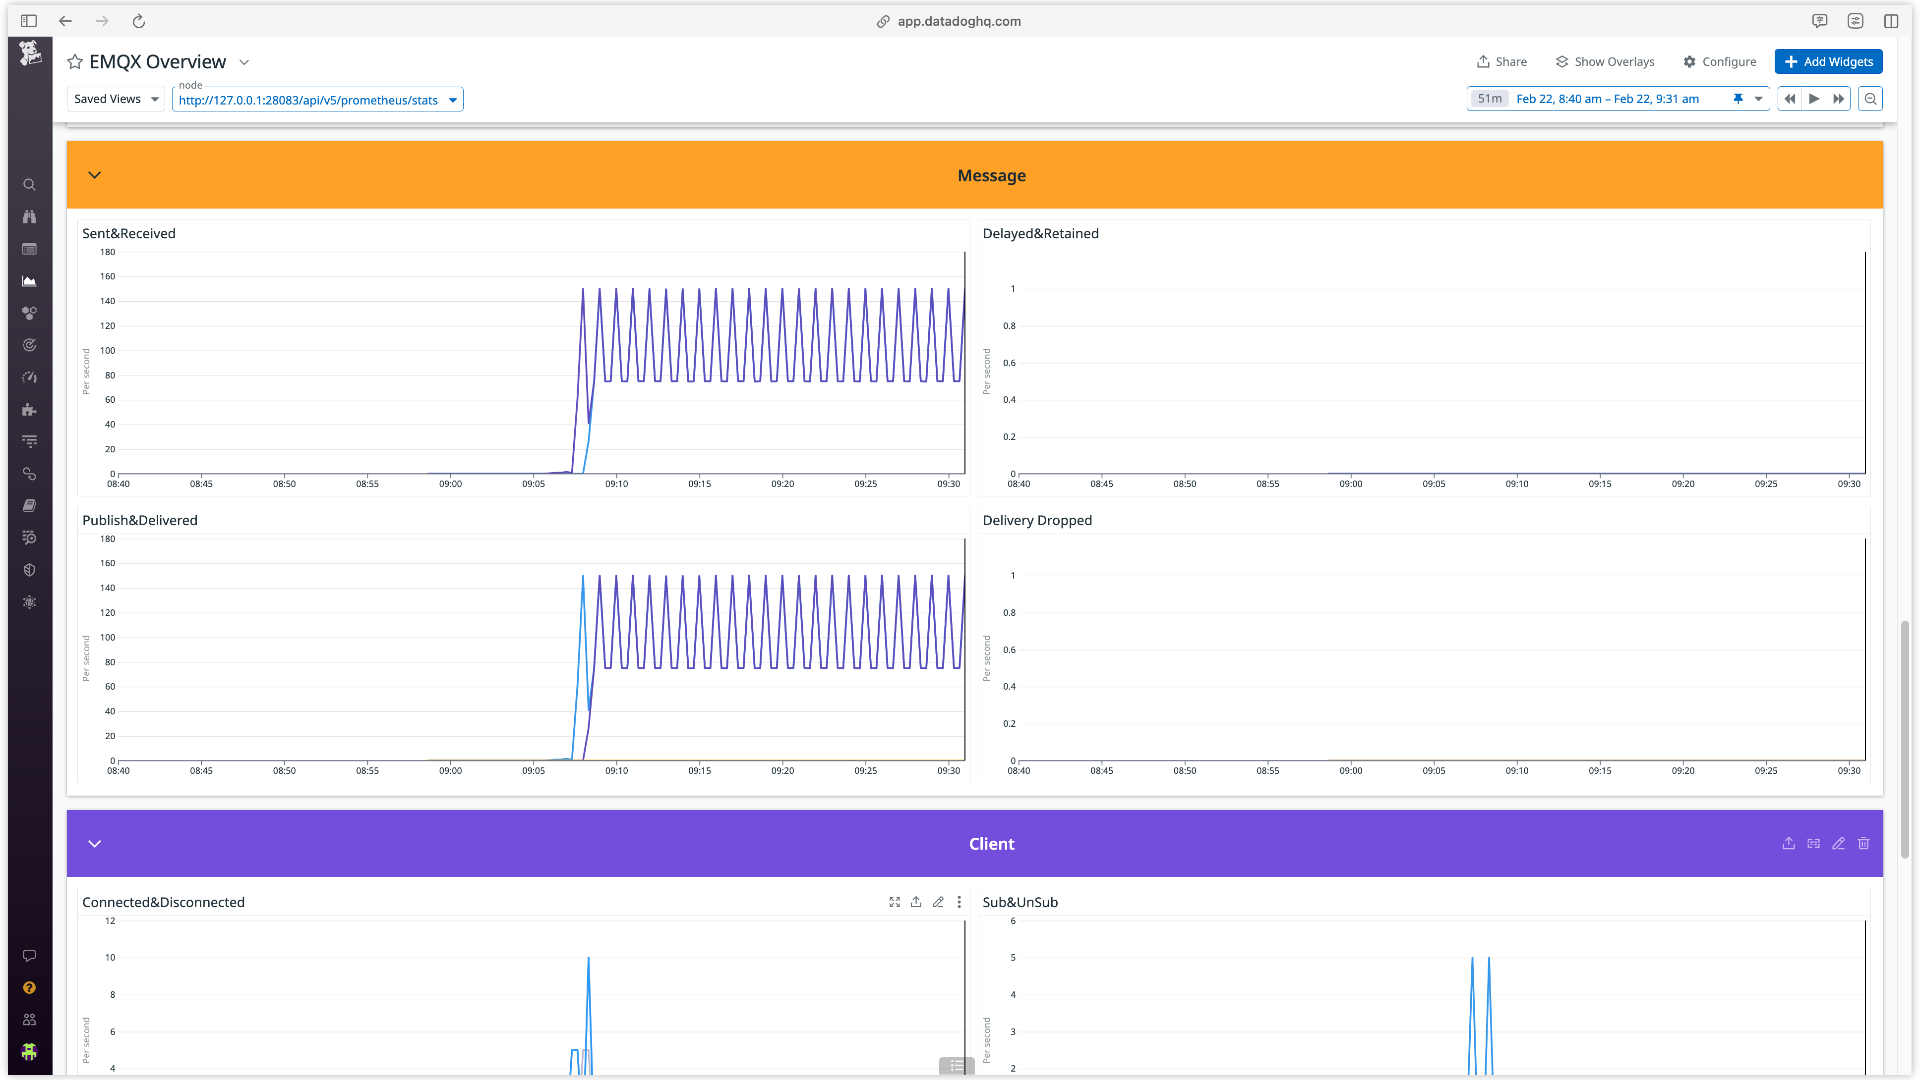 app.datadoghq.com
EMQX Overview
Share
Show Overlays
Configure
Add Widgets
Saved Views
node
http://127.0.0.1:28083/api/v5/prometheus/stats
51m
Feb 22, 8:40 am – Feb 22, 9:31 am
Message
Sent&Received
180
160
140
120
100
80
60
40
20
0
Per second
08:40 08:45 08:50 08:55 09:00 09:05 09:10 09:15 09:20 09:25 09:30
Delayed&Retained
1
0.8
0.6
0.4
0.2
0
Per second
08:40 08:45 08:50 08:55 09:00 09:05 09:10 09:15 09:20 09:25 09:30
Publish&Delivered
180
160
140
120
100
80
60
40
20
0
Per second
08:40 08:45 08:50 08:55 09:00 09:05 09:10 09:15 09:20 09:25 09:30
Delivery Dropped
1
0.8
0.6
0.4
0.2
0
Per second
08:40 08:45 08:50 08:55 09:00 09:05 09:10 09:15 09:20 09:25 09:30
Client
Connected&Disconnected
12
10
8
6
4
Per second
Sub&UnSub
6
5
4
3
2
Per second